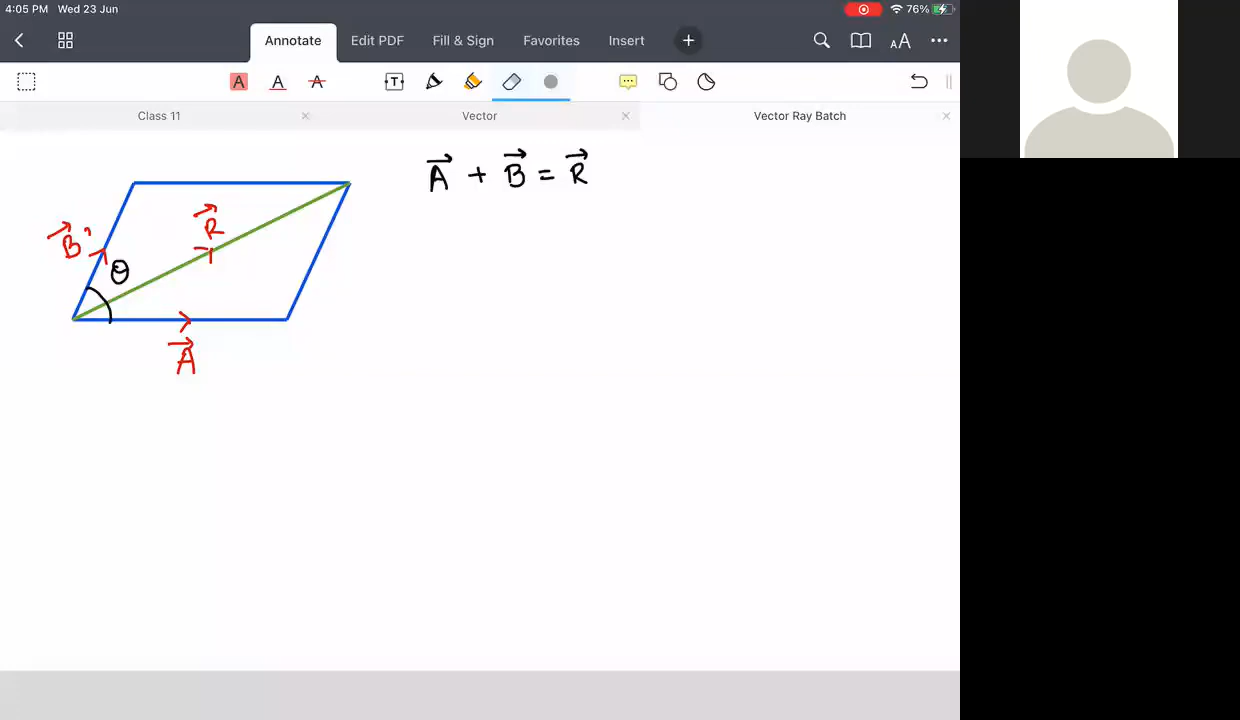 4:05 PM Wed 23 Jun 76%
Annotate Edit PDF Fill & Sign Favorites Insert
Class 11 Vector Vector Ray Batch
A + B = R
R
B
θ
A